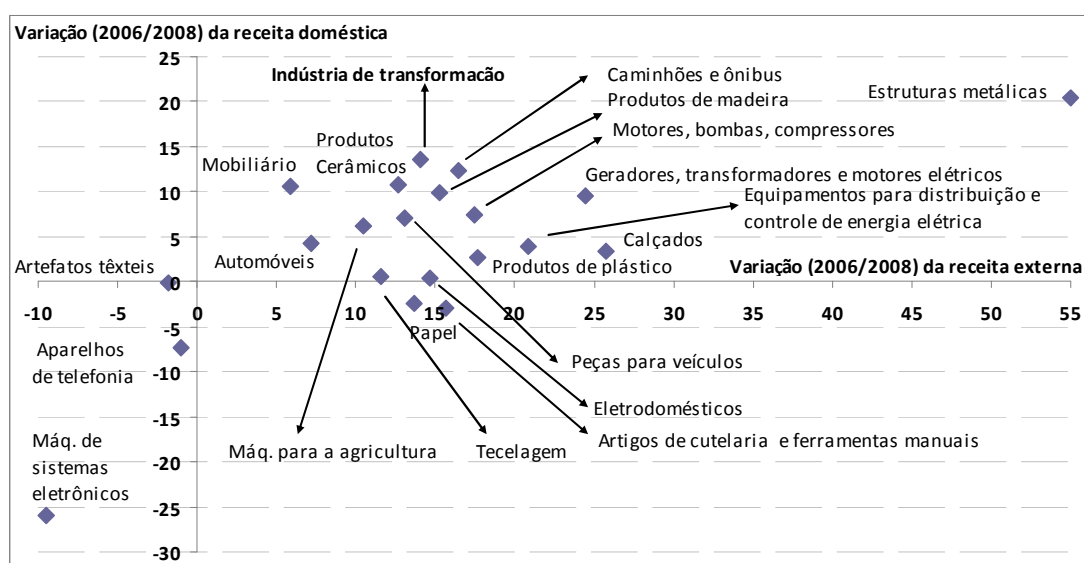 Variação (2006/2008) da receita doméstica
25
Indústria de transformacão
Caminhões e ônibus
20
Produtos de madeira
Estruturas metálicas
Motores, bombas, compressores
15
Produtos
Cerâmicos
Mobiliário
10
Geradores, transformadores e motores elétricos
Equipamentos para distribuição e
controle de energia elétrica
5
Automóveis
Calçados
Artefatos têxteis
0
Produtos de plástico
Variação (2006/2008) da receita externa
-10 -5 0 5 10 15 20 25 30 35 40 45 50 55
-5
Papel
Aparelhos
de telefonia
Peças para veículos
-10
Eletrodomésticos
-15
Máq. de
sistemas
eletrônicos
Máq. para a agricultura
Tecelagem
Artigos de cutelaria e ferramentas manuais
-20
-25
-30